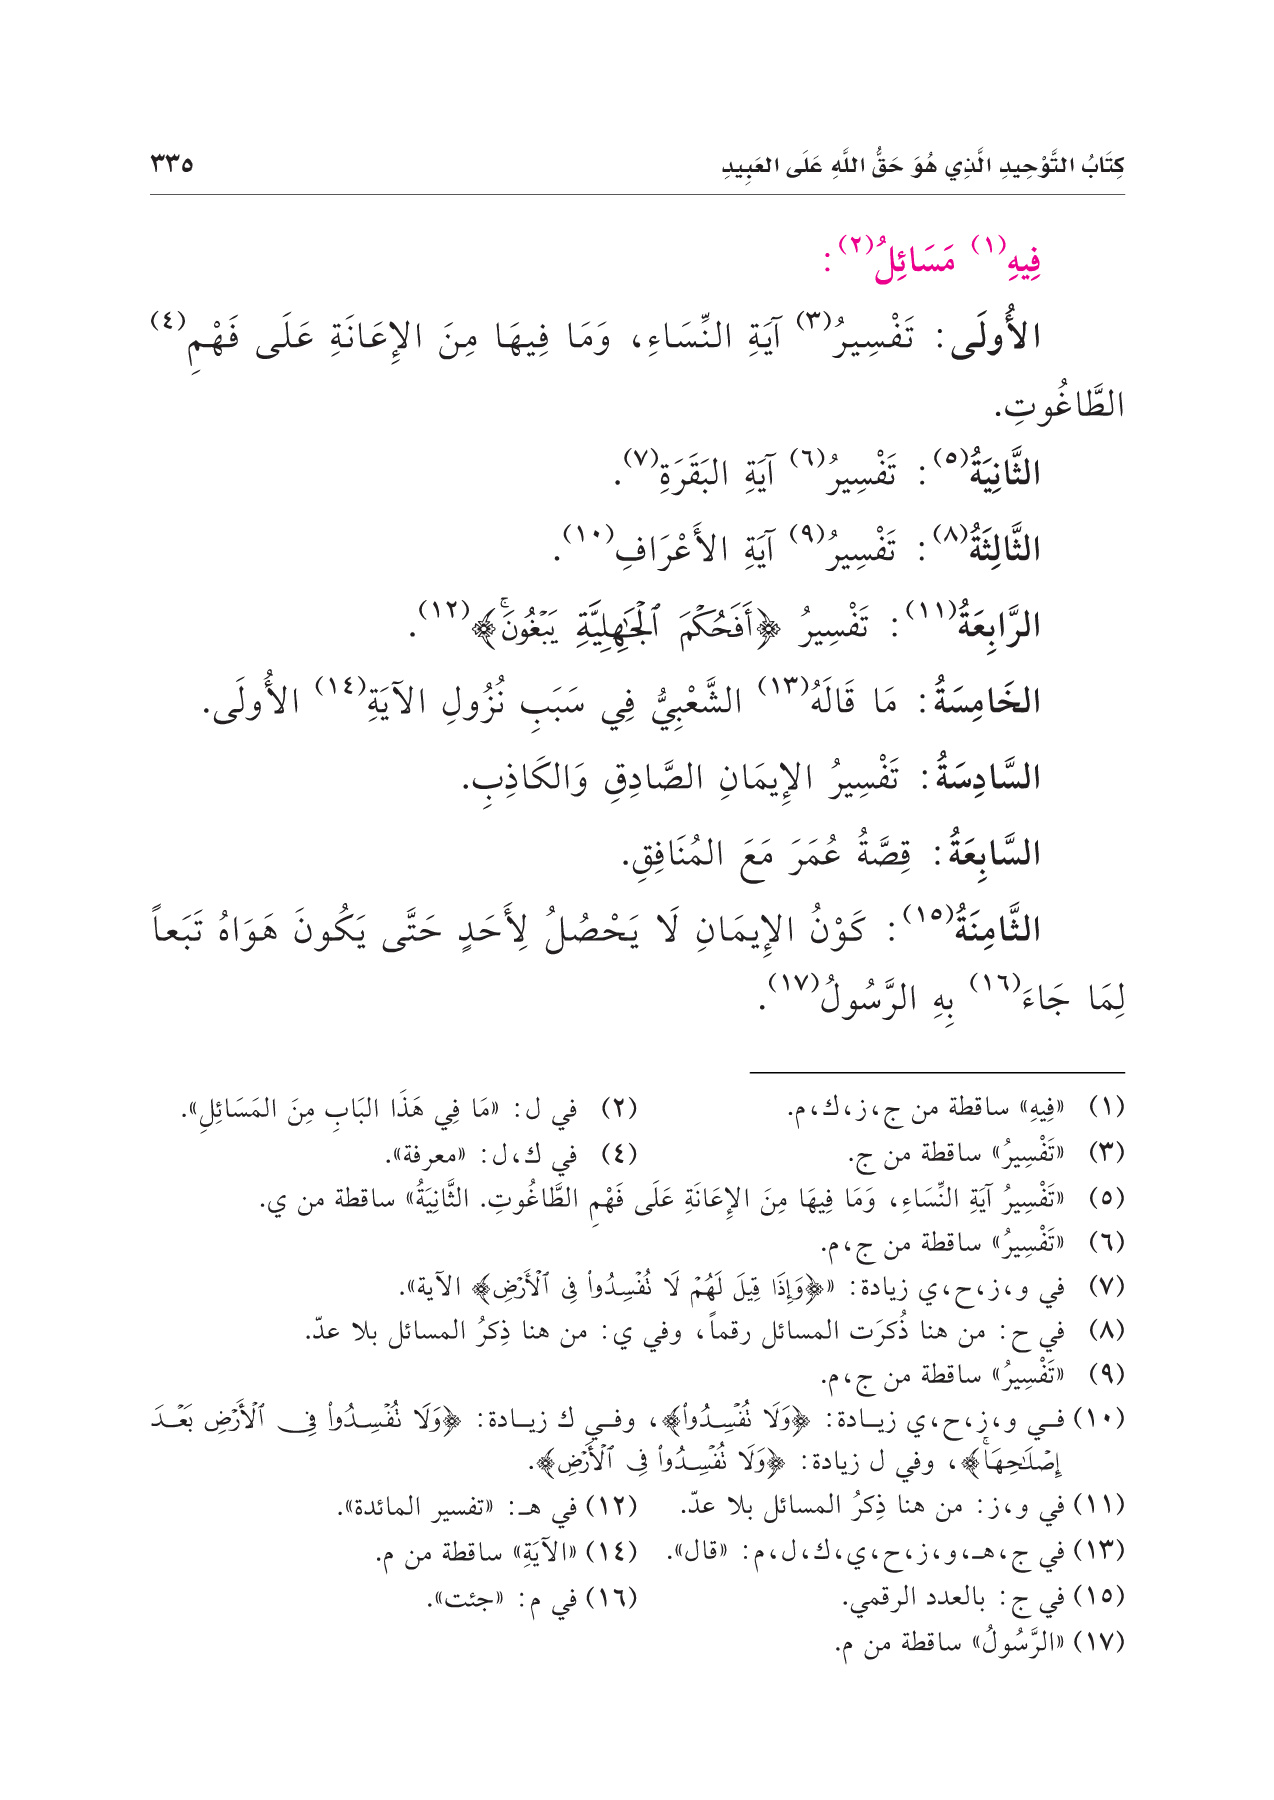 كِتَابُ التَّوْحِيدِ الَّذِي هُوَ حَقُّ اللَّهِ عَلَى العَبِيدِ ٣٣٥
فِيهِ(١) مَسَائِلُ(٢):
الأُولَى: تَفْسِيرُ(٣) آيَةِ النِّسَاءِ، وَمَا فِيهَا مِنَ الإِعَانَةِ عَلَى فَهْمِ(٤)
الطَّاغُوتِ.
الثَّانِيَةُ(٥): تَفْسِيرُ(٦) آيَةِ البَقَرَةِ(٧).
الثَّالِثَةُ(٨): تَفْسِيرُ(٩) آيَةِ الأَعْرَافِ(١٠).
الرَّابِعَةُ(١١): تَفْسِيرُ ﴿أَفَحُكْمَ ٱلْجَٰهِلِيَّةِ يَبْغُونَۚ﴾(١٢).
الخَامِسَةُ: مَا قَالَهُ(١٣) الشَّعْبِيُّ فِي سَبَبِ نُزُولِ الآيَةِ(١٤) الأُولَى.
السَّادِسَةُ: تَفْسِيرُ الإِيمَانِ الصَّادِقِ وَالكَاذِبِ.
السَّابِعَةُ: قِصَّةُ عُمَرَ مَعَ المُنَافِقِ.
الثَّامِنَةُ(١٥): كَوْنُ الإِيمَانِ لَا يَحْصُلُ لِأَحَدٍ حَتَّى يَكُونَ هَوَاهُ تَبَعاً
لِمَا جَاءَ(١٦) بِهِ الرَّسُولُ(١٧).
(١) «فِيهِ» ساقطة من ج،ز،ك،م. (٢) في ل: «مَا فِي هَذَا البَابِ مِنَ المَسَائِلِ».
(٣) «تَفْسِيرُ» ساقطة من ج. (٤) في ك،ل: «معرفة».
(٥) «تَفْسِيرُ آيَةِ النِّسَاءِ، وَمَا فِيهَا مِنَ الإِعَانَةِ عَلَى فَهْمِ الطَّاغُوتِ. الثَّانِيَةُ» ساقطة من ي.
(٦) «تَفْسِيرُ» ساقطة من ج،م.
(٧) في و،ز،ح،ي زيادة: «﴿وَإِذَا قِيلَ لَهُمْ لَا تُفْسِدُواْ فِى ٱلْأَرْضِ﴾ الآية».
(٨) في ح: من هنا ذُكرَت المسائل رقماً، وفي ي: من هنا ذِكرُ المسائل بلا عدّ.
(٩) «تَفْسِيرُ» ساقطة من ج،م.
(١٠) فـي و،ز،ح،ي زيـادة: ﴿وَلَا تُفْسِدُواْ﴾، وفـي ك زيـادة: ﴿وَلَا تُفْسِدُواْ فِى ٱلْأَرْضِ بَعْدَ
إِصْلَٰحِهَاۚ﴾، وفي ل زيادة: ﴿وَلَا تُفْسِدُواْ فِى ٱلْأَرْضِ﴾.
(١١) في و،ز: من هنا ذِكرُ المسائل بلا عدّ. (١٢) في هـ: «تفسير المائدة».
(١٣) في ج،هـ،و،ز،ح،ي،ك،ل،م: «قال». (١٤) «الآيَةِ» ساقطة من م.
(١٥) في ج: بالعدد الرقمي. (١٦) في م: «جئت».
(١٧) «الرَّسُولُ» ساقطة من م.